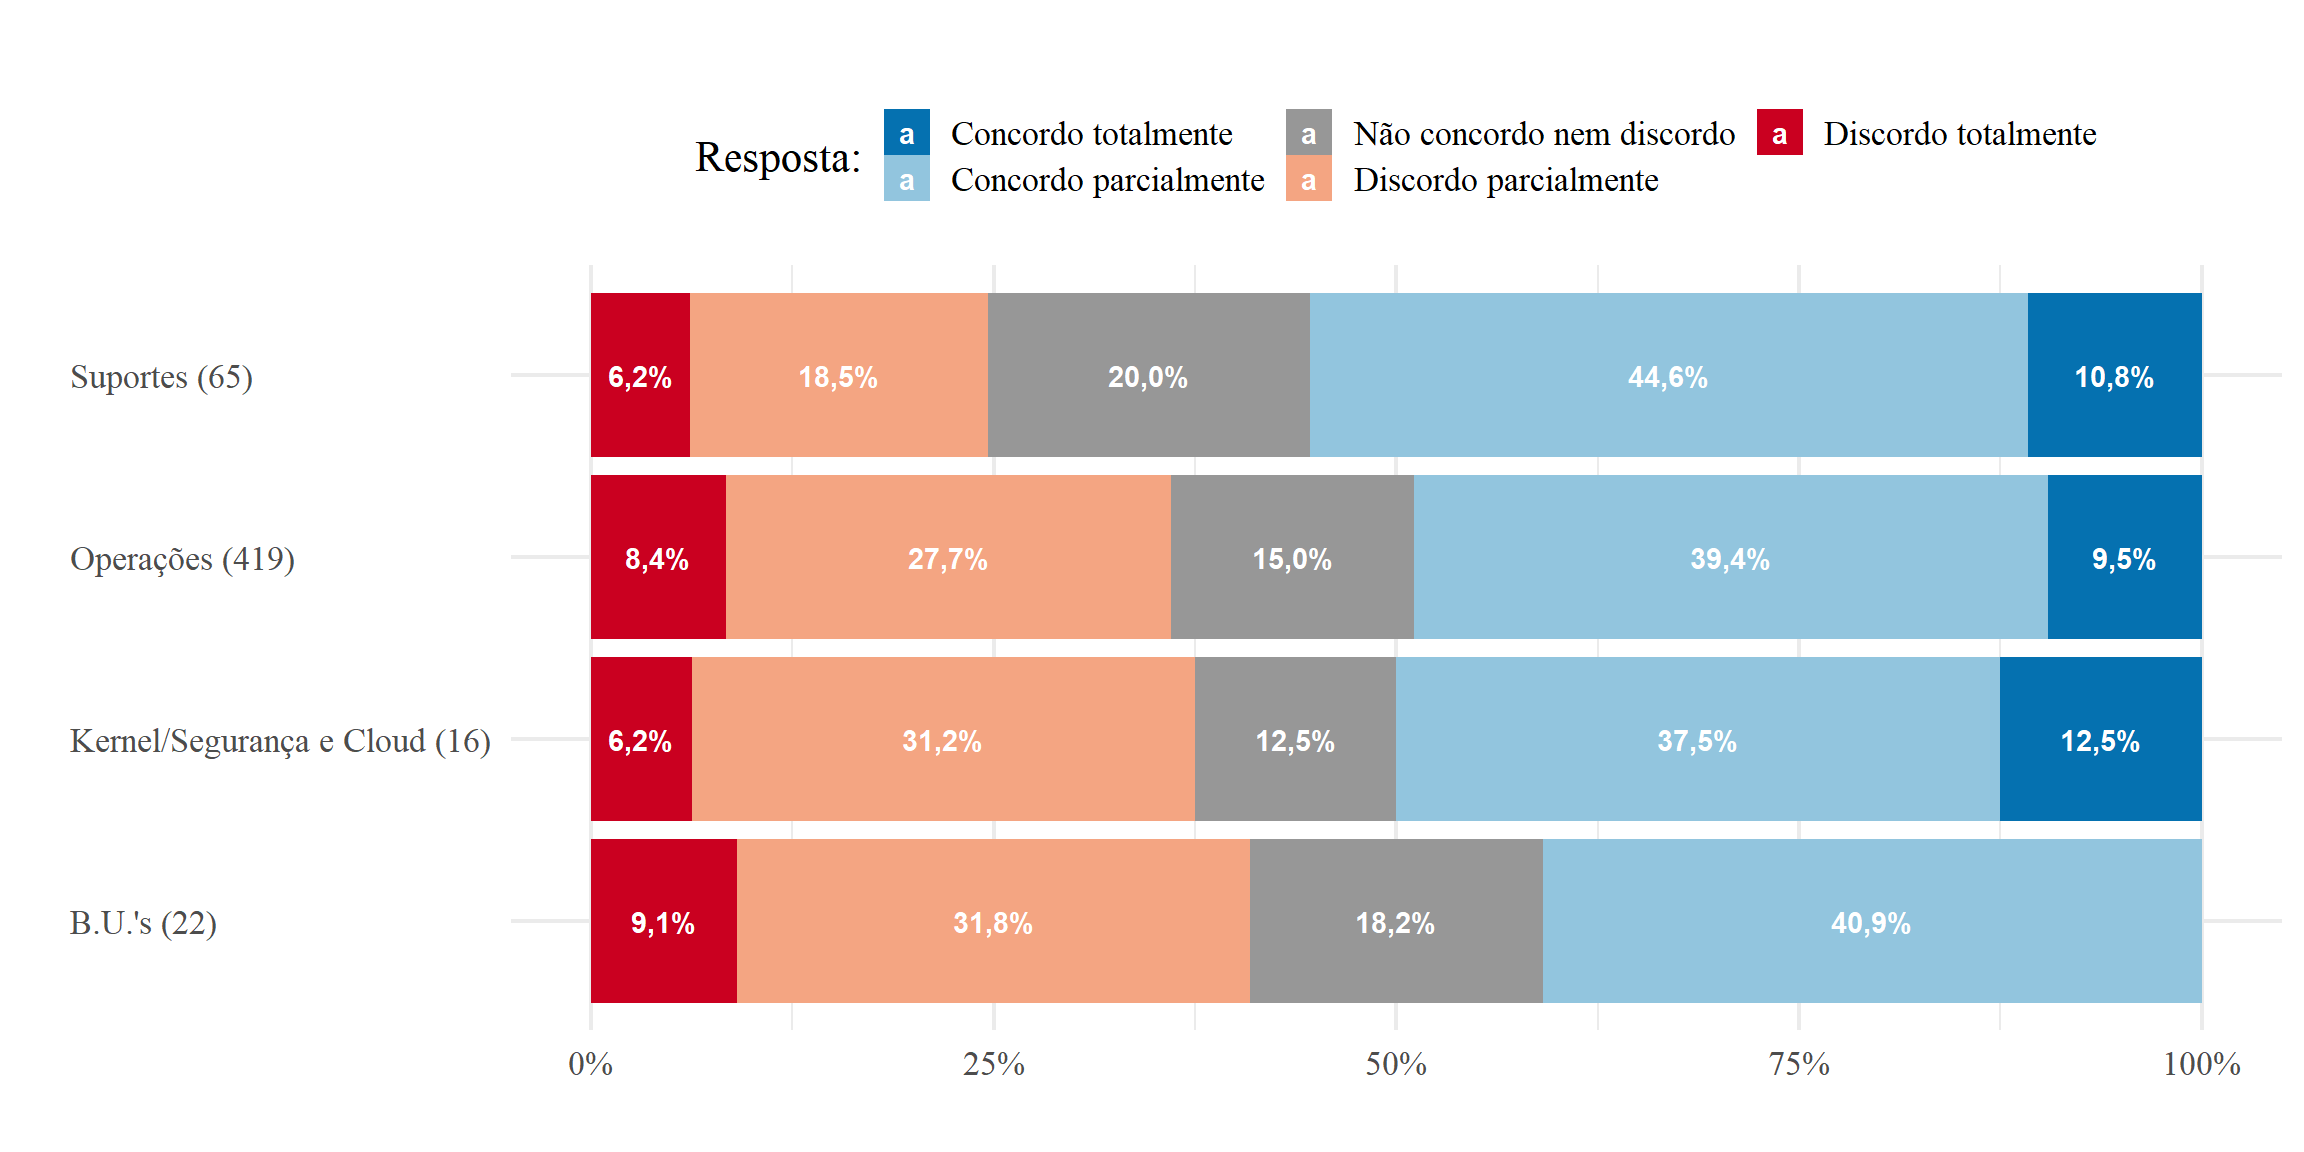 Resposta:
a Concordo totalmente
a Concordo parcialmente
a Não concordo nem discordo
a Discordo parcialmente
a Discordo totalmente
Suportes (65)
6,2% 18,5% 20,0% 44,6% 10,8%
Operações (419)
8,4% 27,7% 15,0% 39,4% 9,5%
Kernel/Segurança e Cloud (16)
6,2% 31,2% 12,5% 37,5% 12,5%
B.U.'s (22)
9,1% 31,8% 18,2% 40,9%
0% 25% 50% 75% 100%